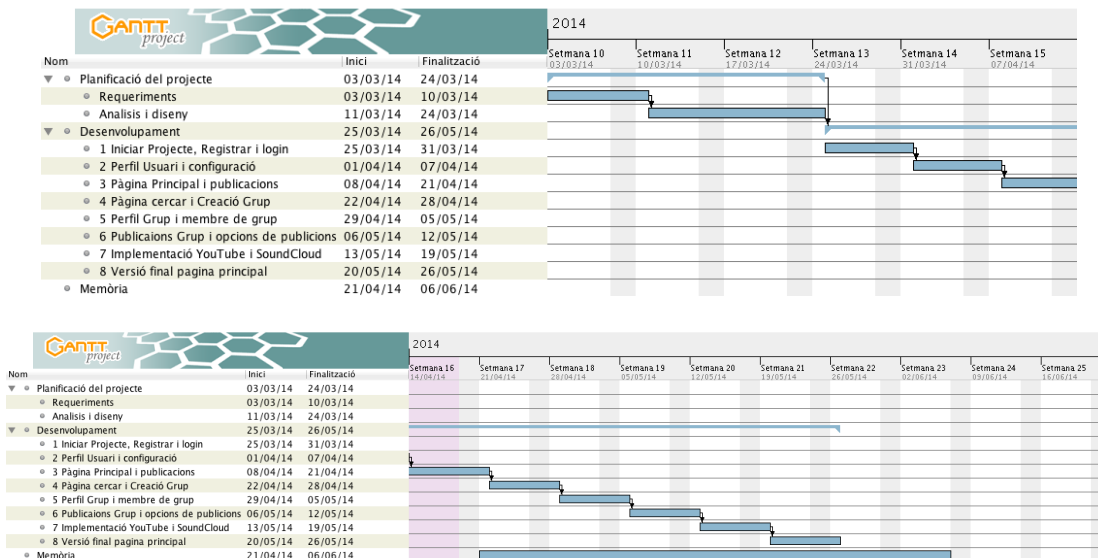 GANTT
project
2014
Setmana 10 Setmana 11 Setmana 12 Setmana 13 Setmana 14 Setmana 15
Nom Inici Finalització 03/03/14 10/03/14 17/03/14 24/03/14 31/03/14 07/04/14
Planificació del projecte 03/03/14 24/03/14
Requeriments 03/03/14 10/03/14
Analisis i diseny 11/03/14 24/03/14
Desenvolupament 25/03/14 26/05/14
1 Iniciar Projecte, Registrar i login 25/03/14 31/03/14
2 Perfil Usuari i configuració 01/04/14 07/04/14
3 Pàgina Principal i publicacions 08/04/14 21/04/14
4 Pàgina cercar i Creació Grup 22/04/14 28/04/14
5 Perfil Grup i membre de grup 29/04/14 05/05/14
6 Publicaions Grup i opcions de publicions 06/05/14 12/05/14
7 Implementació YouTube i SoundCloud 13/05/14 19/05/14
8 Versió final pagina principal 20/05/14 26/05/14
Memòria 21/04/14 06/06/14
GANTT
project
2014
Setmana 16 Setmana 17 Setmana 18 Setmana 19 Setmana 20 Setmana 21 Setmana 22 Setmana 23 Setmana 24 Setmana 25
Nom Inici Finalització 14/04/14 21/04/14 28/04/14 05/05/14 12/05/14 19/05/14 26/05/14 02/06/14 09/06/14 16/06/14
Planificació del projecte 03/03/14 24/03/14
Requeriments 03/03/14 10/03/14
Analisis i diseny 11/03/14 24/03/14
Desenvolupament 25/03/14 26/05/14
1 Iniciar Projecte, Registrar i login 25/03/14 31/03/14
2 Perfil Usuari i configuració 01/04/14 07/04/14
3 Pàgina Principal i publicacions 08/04/14 21/04/14
4 Pàgina cercar i Creació Grup 22/04/14 28/04/14
5 Perfil Grup i membre de grup 29/04/14 05/05/14
6 Publicaions Grup i opcions de publicions 06/05/14 12/05/14
7 Implementació YouTube i SoundCloud 13/05/14 19/05/14
8 Versió final pagina principal 20/05/14 26/05/14
Memòria 21/04/14 06/06/14